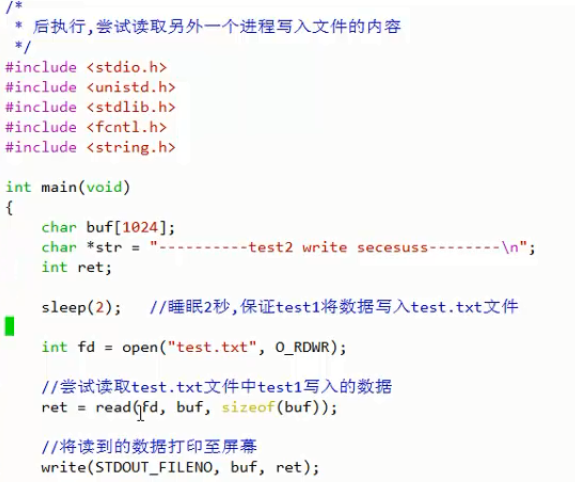 /*
 * 后执行,尝试读取另外一个进程写入文件的内容
 */
#include <stdio.h>
#include <unistd.h>
#include <stdlib.h>
#include <fcntl.h>
#include <string.h>

int main(void)
{
    char buf[1024];
    char *str = "----------test2 write secesuss--------\n";
    int ret;

    sleep(2);   //睡眠2秒,保证test1将数据写入test.txt文件

    int fd = open("test.txt", O_RDWR);

    //尝试读取test.txt文件中test1写入的数据
    ret = read(fd, buf, sizeof(buf));

    //将读到的数据打印至屏幕
    write(STDOUT_FILENO, buf, ret);